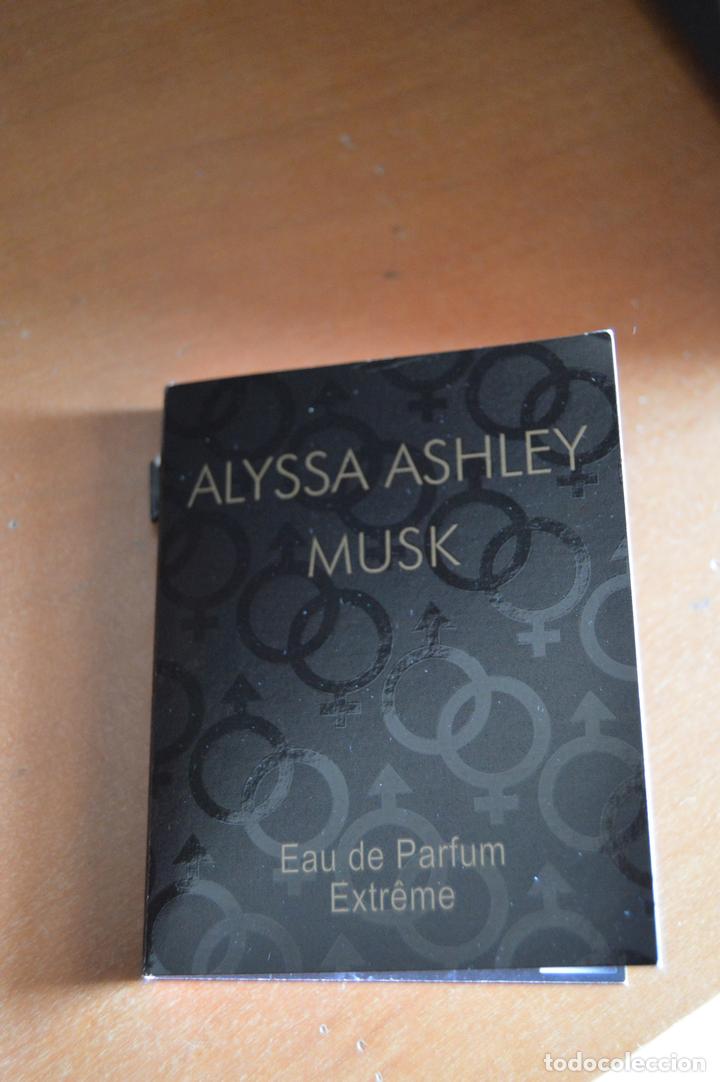 ALYSSA ASHLEY
MUSK
Eau de Parfum
Extrême
todocoleccion